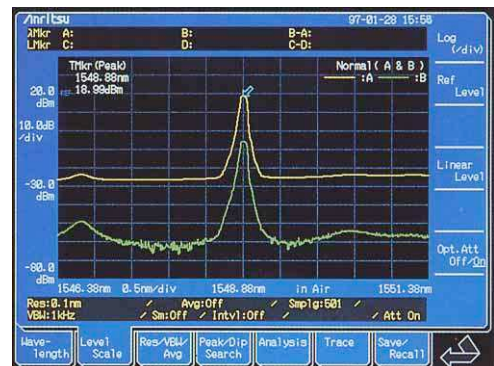 Anritsu 97-01-28 15:56
λMkr A: B: B-A:
LMkr C: D: C-D:
Log
(/div)
TMkr(Peak)
1548.88nm
18.99dBm
Normal( A & B )
:A :B
Ref
Level
20.0
dBm
10.0dB
/div
Linear
Level
-30.0
dBm
Opt.Att
Off/On
-80.0
dBm
1546.38nm 0.5nm/div 1548.88nm in Air 1551.38nm
Res:0.1nm / Avg:Off / Smplg:501 /
VBW:1kHz / Sm:Off / Intvl:Off / / Att On
Wave-
length
Level
Scale
Res/VBW/
Avg
Peak/Dip
Search
Analysis
Trace
Save/
Recall